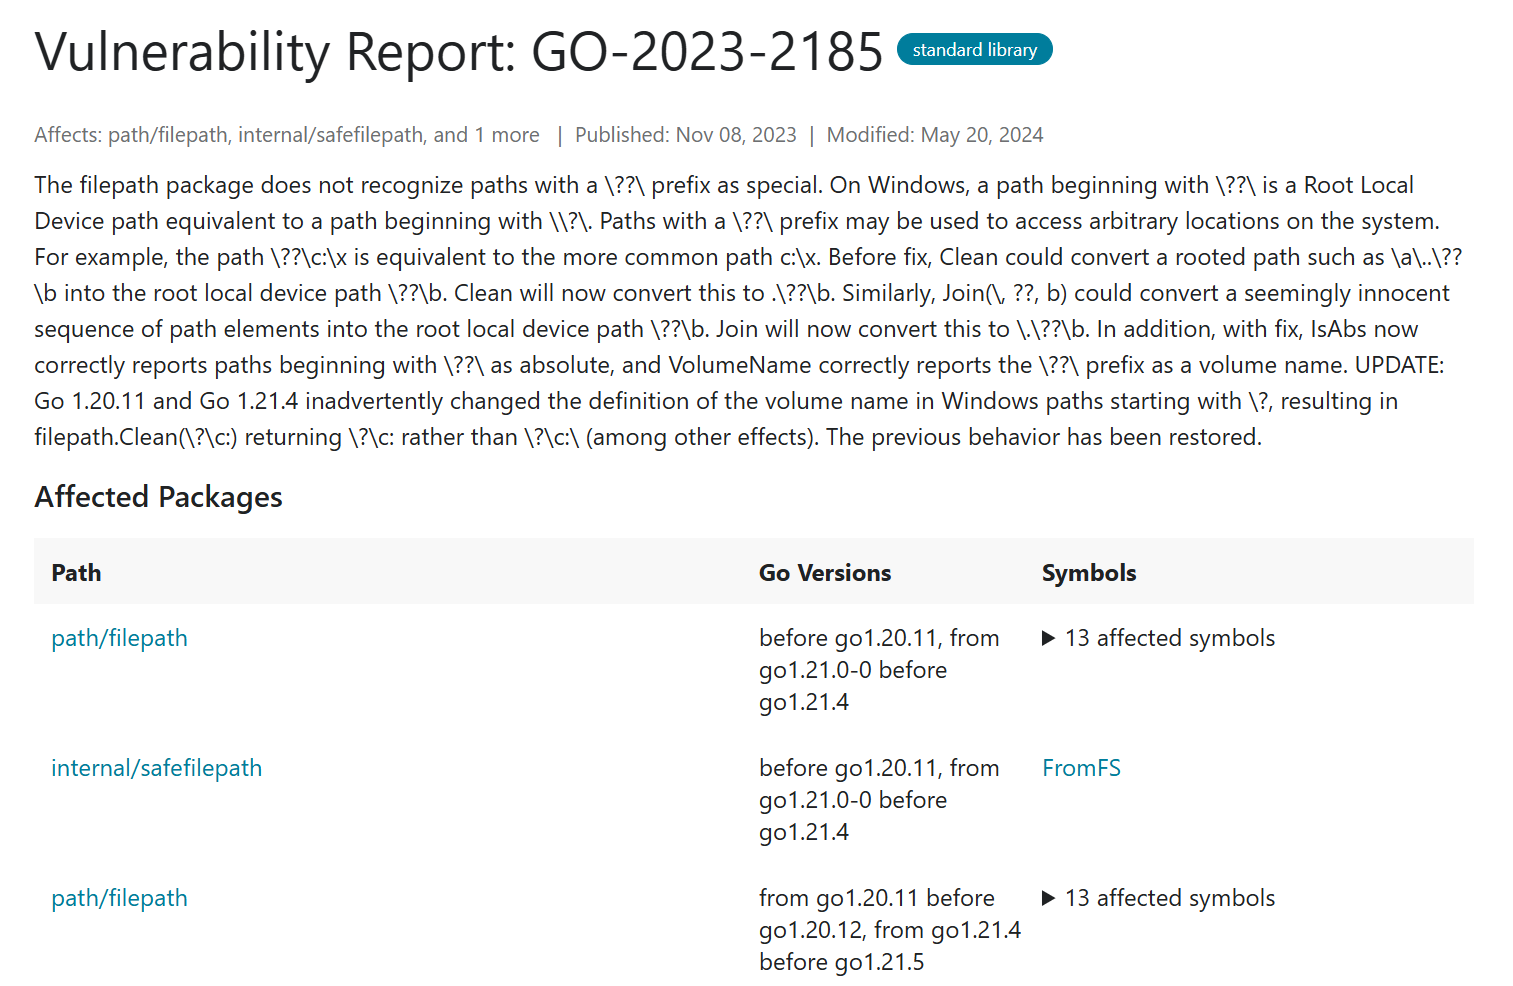 Vulnerability Report: GO-2023-2185 standard library
Affects: path/filepath, internal/safefilepath, and 1 more | Published: Nov 08, 2023 | Modified: May 20, 2024
The filepath package does not recognize paths with a \??\ prefix as special. On Windows, a path beginning with \??\ is a Root Local
Device path equivalent to a path beginning with \\?\. Paths with a \??\ prefix may be used to access arbitrary locations on the system.
For example, the path \??\c:\x is equivalent to the more common path c:\x. Before fix, Clean could convert a rooted path such as \a\..\??
\b into the root local device path \??\b. Clean will now convert this to .\??\b. Similarly, Join(\, ??, b) could convert a seemingly innocent
sequence of path elements into the root local device path \??\b. Join will now convert this to \.\??\b. In addition, with fix, IsAbs now
correctly reports paths beginning with \??\ as absolute, and VolumeName correctly reports the \??\ prefix as a volume name. UPDATE:
Go 1.20.11 and Go 1.21.4 inadvertently changed the definition of the volume name in Windows paths starting with \?, resulting in
filepath.Clean(\?\c:) returning \?\c: rather than \?\c:\ (among other effects). The previous behavior has been restored.
Affected Packages
Path Go Versions Symbols
path/filepath before go1.20.11, from ▶ 13 affected symbols
go1.21.0-0 before
go1.21.4
internal/safefilepath before go1.20.11, from FromFS
go1.21.0-0 before
go1.21.4
path/filepath from go1.20.11 before ▶ 13 affected symbols
go1.20.12, from go1.21.4
before go1.21.5